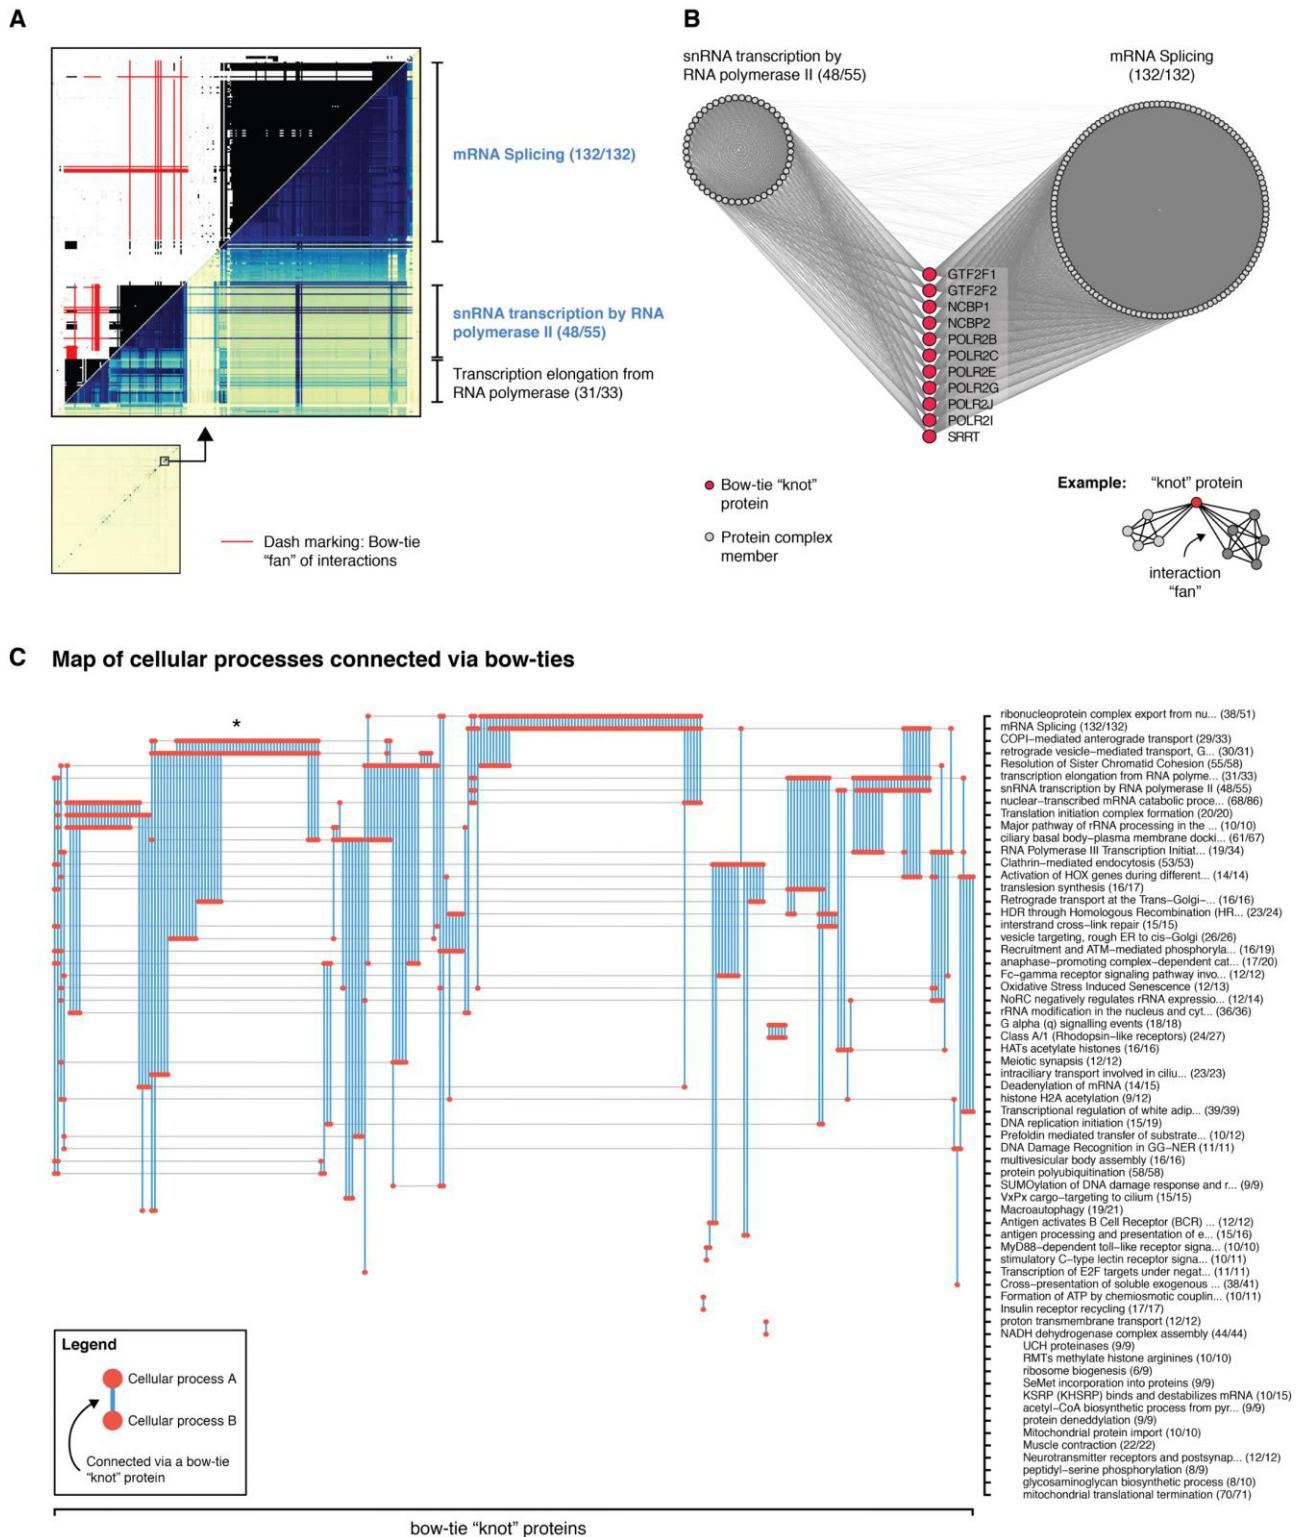 A
mRNA Splicing (132/132)
snRNA transcription by RNA
polymerase II (48/55)
Transcription elongation from
RNA polymerase (31/33)
Dash marking: Bow-tie
“fan” of interactions
B
snRNA transcription by
RNA polymerase II (48/55)
mRNA Splicing
(132/132)
GTF2F1
GTF2F2
NCBP1
NCBP2
POLR2B
POLR2C
POLR2E
POLR2G
POLR2J
POLR2I
SRRT
Bow-tie “knot”
protein
Protein complex
member
Example:
“knot” protein
interaction
“fan”
C
Map of cellular processes connected via bow-ties
*
ribonucleoprotein complex export from nu... (38/51)
mRNA Splicing (132/132)
COPI−mediated anterograde transport (29/33)
retrograde vesicle−mediated transport, G... (30/31)
Resolution of Sister Chromatid Cohesion (55/58)
transcription elongation from RNA polyme... (31/33)
snRNA transcription by RNA polymerase II (48/55)
nuclear−transcribed mRNA catabolic proce... (68/86)
Translation initiation complex formation (20/20)
Major pathway of rRNA processing in the ... (10/10)
ciliary basal body−plasma membrane docki... (61/67)
RNA Polymerase III Transcription Initiat... (19/34)
Clathrin−mediated endocytosis (53/53)
Activation of HOX genes during different... (14/14)
translesion synthesis (16/17)
Retrograde transport at the Trans−Golgi−... (16/16)
HDR through Homologous Recombination (HR... (23/24)
interstrand cross−link repair (15/15)
vesicle targeting, rough ER to cis−Golgi (26/26)
Recruitment and ATM−mediated phosphoryla... (16/19)
anaphase−promoting complex−dependent cat... (17/20)
Fc−gamma receptor signaling pathway invo... (12/12)
Oxidative Stress Induced Senescence (12/13)
NoRC negatively regulates rRNA expressio... (12/14)
rRNA modification in the nucleus and cyt... (36/36)
G alpha (q) signalling events (18/18)
Class A/1 (Rhodopsin−like receptors) (24/27)
HATs acetylate histones (16/16)
Meiotic synapsis (12/12)
intraciliary transport involved in ciliu... (23/23)
Deadenylation of mRNA (14/15)
histone H2A acetylation (9/12)
Transcriptional regulation of white adip... (39/39)
DNA replication initiation (15/19)
Prefoldin mediated transfer of substrate... (10/12)
DNA Damage Recognition in GG−NER (11/11)
multivesicular body assembly (16/16)
protein polyubiquitination (58/58)
SUMOylation of DNA damage response and r... (9/9)
VxPx cargo−targeting to cilium (15/15)
Macroautophagy (19/21)
Antigen activates B Cell Receptor (BCR) ... (12/12)
antigen processing and presentation of e... (15/16)
MyD88−dependent toll−like receptor signa... (10/10)
stimulatory C−type lectin receptor signa... (10/11)
Transcription of E2F targets under negat... (11/11)
Cross−presentation of soluble exogenous ... (38/41)
Formation of ATP by chemiosmotic couplin... (10/11)
Insulin receptor recycling (17/17)
proton transmembrane transport (12/12)
NADH dehydrogenase complex assembly (44/44)
UCH proteinases (9/9)
RMTs methylate histone arginines (10/10)
ribosome biogenesis (6/9)
SeMet incorporation into proteins (9/9)
KSRP (KHSRP) binds and destabilizes mRNA (10/15)
acetyl−CoA biosynthetic process from pyr... (9/9)
protein deneddylation (9/9)
Mitochondrial protein import (10/10)
Muscle contraction (22/22)
Neurotransmitter receptors and postsynap... (12/12)
peptidyl−serine phosphorylation (8/9)
glycosaminoglycan biosynthetic process (8/10)
mitochondrial translational termination (70/71)
Legend
Cellular process A
Cellular process B
Connected via a bow-tie
“knot” protein
bow-tie “knot” proteins